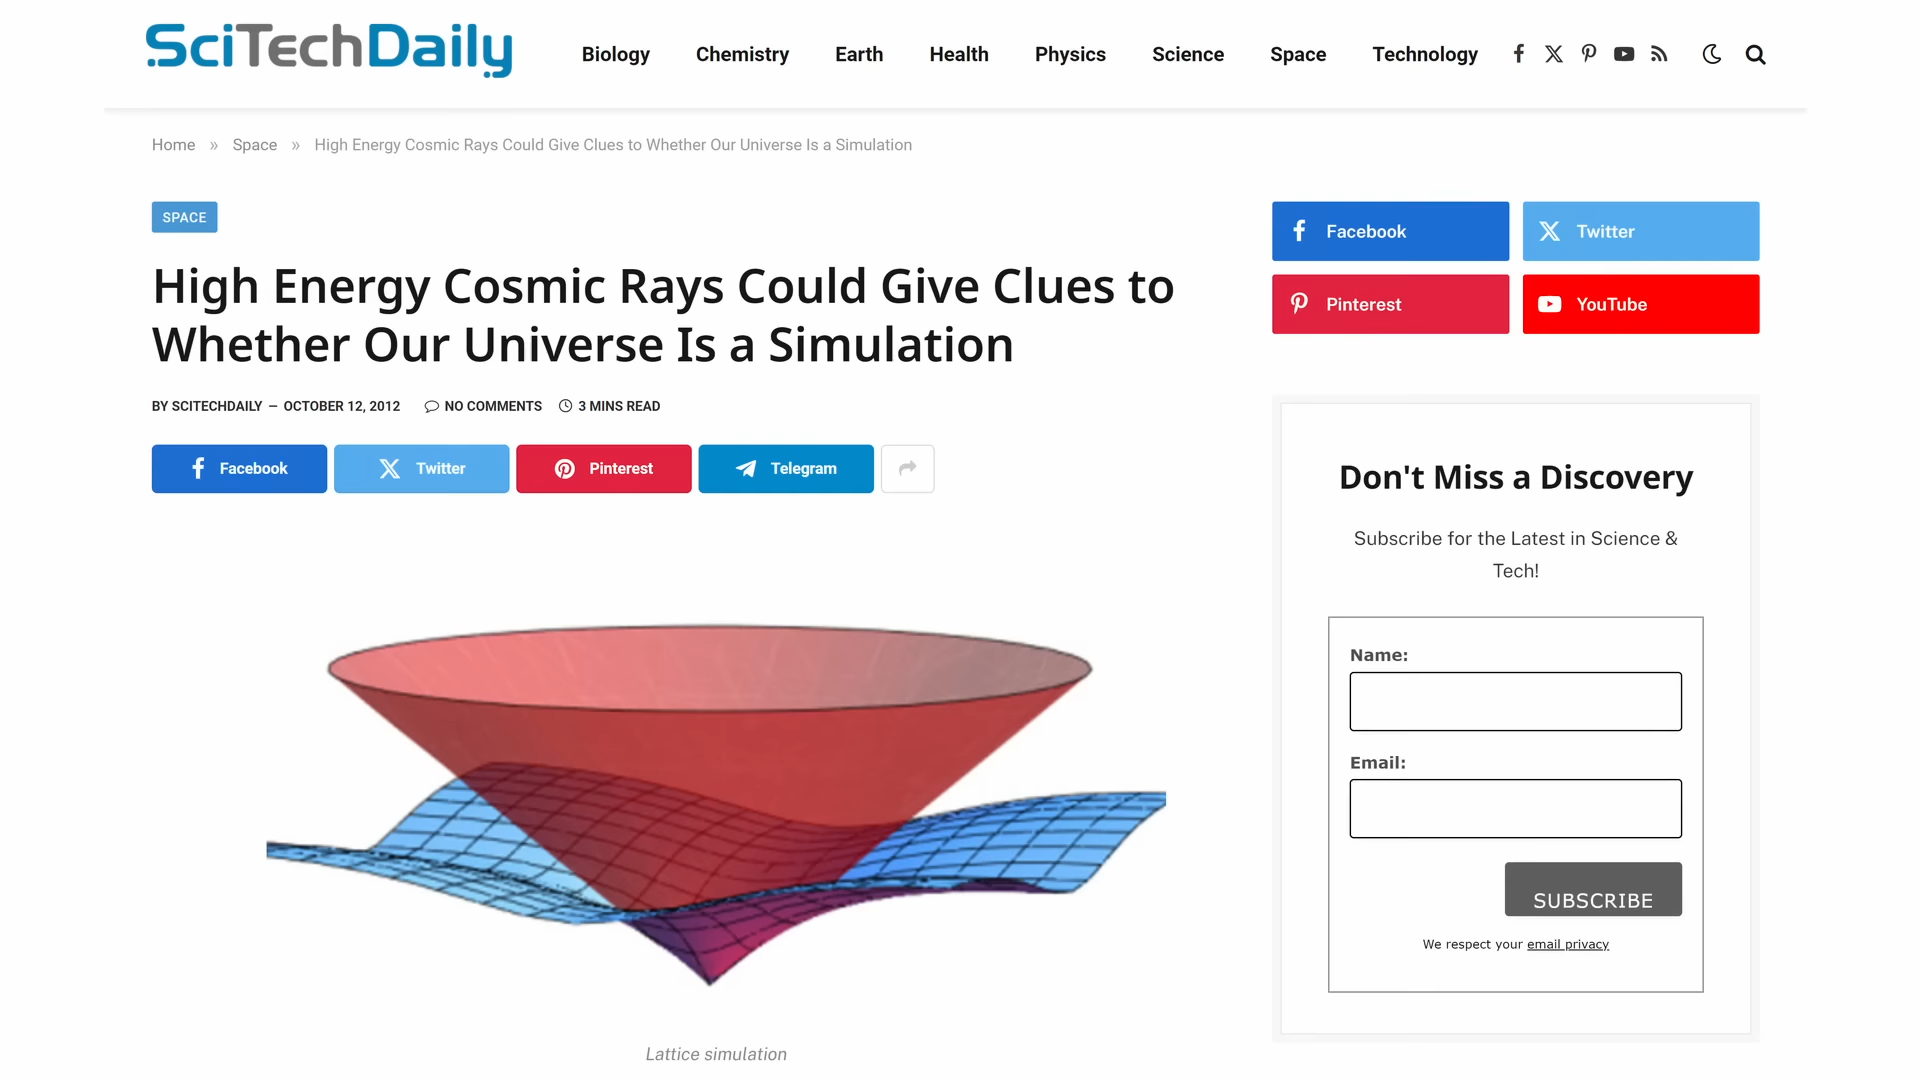 SciTechDaily
Biology Chemistry Earth Health Physics Science Space Technology
Home » Space » High Energy Cosmic Rays Could Give Clues to Whether Our Universe Is a Simulation
SPACE
High Energy Cosmic Rays Could Give Clues to
Whether Our Universe Is a Simulation
BY SCITECHDAILY — OCTOBER 12, 2012 NO COMMENTS 3 MINS READ
Facebook Twitter Pinterest Telegram
Lattice simulation
Facebook Twitter
Pinterest YouTube
Don't Miss a Discovery
Subscribe for the Latest in Science &
Tech!
Name:
Email:
SUBSCRIBE
We respect your email privacy